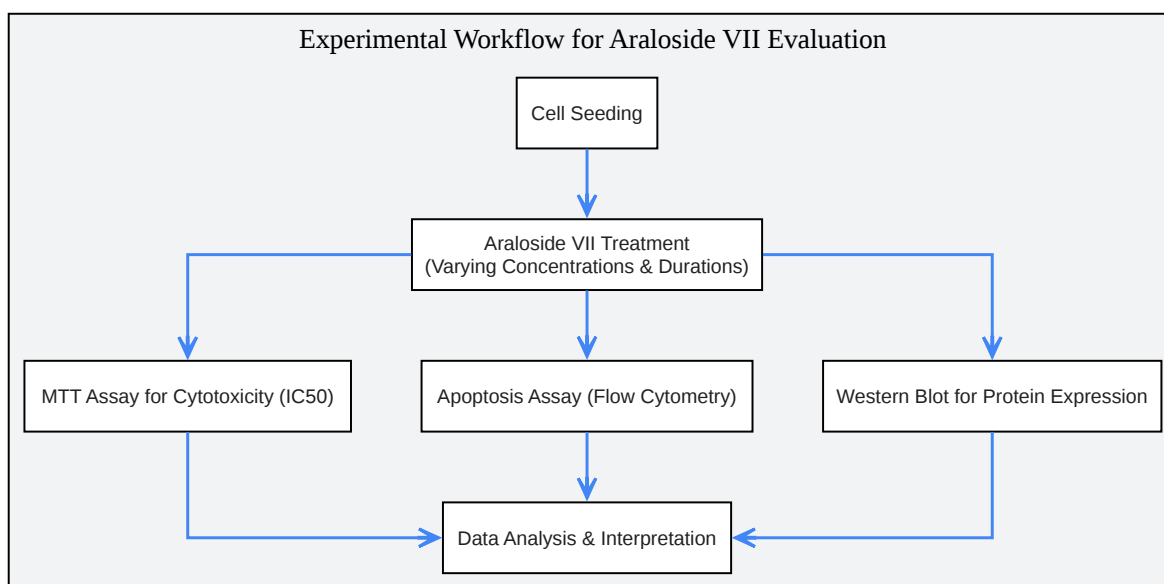 Experimental Workflow for Araloside VII Evaluation
Cell Seeding
Araloside VII Treatment
(Varying Concentrations & Durations)
MTT Assay for Cytotoxicity (IC50)
Apoptosis Assay (Flow Cytometry)
Western Blot for Protein Expression
Data Analysis & Interpretation